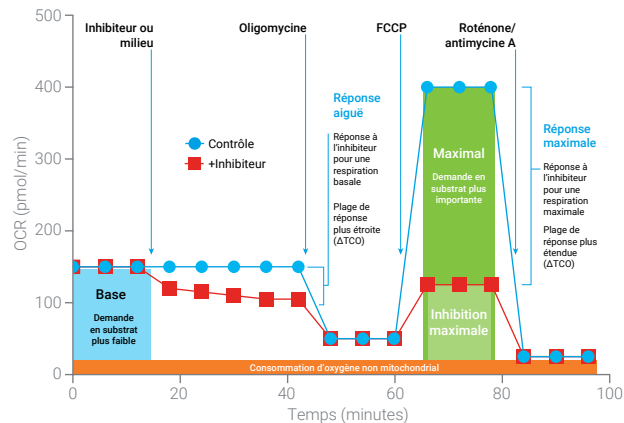 500
400
300
200
100
0
OCR (pmol/min)
Inhibiteur ou
milieu
Oligomycine
FCCP
Roténone/
antimycine A
Contrôle
+Inhibiteur
Réponse
aiguë
Réponse à
l'inhibiteur
pour une
respiration
basale
Plage de
réponse
plus étroite
(ΔTCO)
Maximal
Demande en
substrat plus
importante
Inhibition
maximale
Réponse
maximale
Réponse à
l'inhibiteur
pour une
respiration
maximale
Plage de
réponse plus
étendue
(ΔTCO)
Base
Demande
en substrat
plus faible
Consommation d'oxygène non mitochondrial
0
20
40
60
80
100
Temps (minutes)